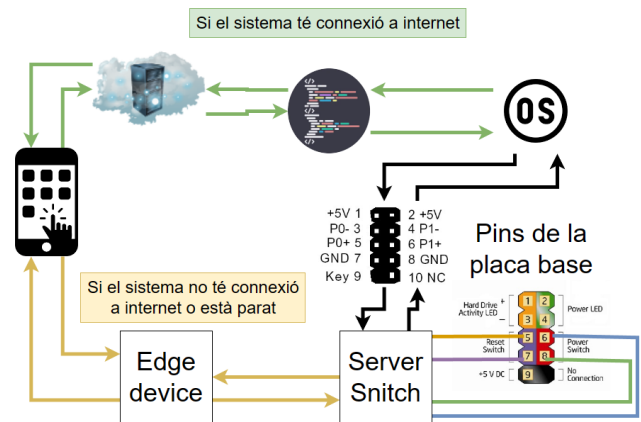 Si el sistema té connexió a internet
OS
+5V 1 2 +5V
P0- 3 4 P1-
P0+ 5 6 P1+
GND 7 8 GND
Key 9 10 NC
Pins de la
placa base
Si el sistema no té connexió
a internet o està parat
Hard Drive
Activity LED
+
−
1 2
3 4
Power LED
Reset
Switch
5 6
7 8
Power
Switch
+5 V DC
9
No
Connection
Edge
device
Server
Snitch